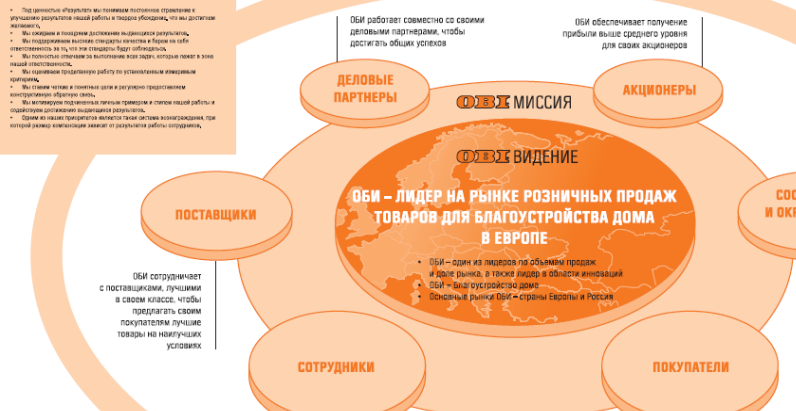 • Под ценностью «Результат» мы понимаем постоянное стремление к
улучшению результатов нашей работы и твердое убеждение, что мы достигнем
желаемого.
• Мы ожидаем и поощряем достижение выдающихся результатов.
• Мы поддерживаем высокие стандарты качества и берем на себя
ответственность за то, что эти стандарты будут соблюдаться.
• Мы полностью отвечаем за выполнение всех задач, которые лежат в зоне
нашей ответственности.
• Мы оцениваем проделанную работу по установленным измеримым
критериям.
• Мы ставим четкие и понятные цели и регулярно предоставляем
конструктивную обратную связь.
• Мы мотивируем подчиненных личным примером и стилем нашей работы и
содействуем достижению выдающихся результатов.
• Одним из наших приоритетов является такая система вознаграждения, при
которой размер компенсации зависит от результатов работы сотрудников.
ОБИ работает совместно со своими
деловыми партнерами, чтобы
достигать общих успехов
ОБИ обеспечивает получение
прибыли выше среднего уровня
для своих акционеров
ДЕЛОВЫЕ
ПАРТНЕРЫ
OBI МИССИЯ
АКЦИОНЕРЫ
OBI ВИДЕНИЕ
ОБИ – ЛИДЕР НА РЫНКЕ РОЗНИЧНЫХ ПРОДАЖ
ТОВАРОВ ДЛЯ БЛАГОУСТРОЙСТВА ДОМА
В ЕВРОПЕ
• ОБИ – один из лидеров по объемам продаж
и доле рынка, а также лидер в области инноваций
• ОБИ – Благоустройство дома
• Основные рынки ОБИ – страны Европы и Россия
ПОСТАВЩИКИ
СОС
И ОКР
ОБИ сотрудничает
с поставщиками, лучшими
в своем классе, чтобы
предлагать своим
покупателям лучшие
товары на наилучших
условиях
СОТРУДНИКИ
ПОКУПАТЕЛИ